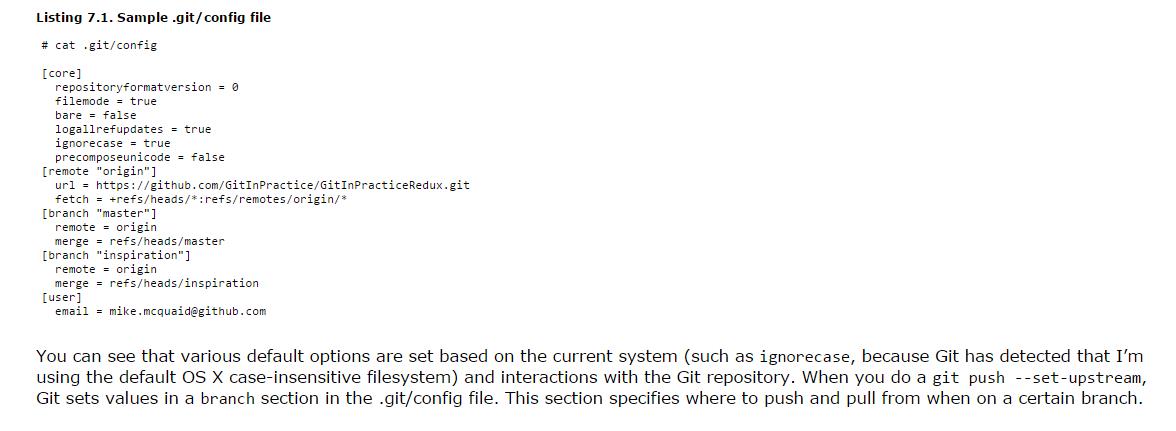 Listing 7.1. Sample .git/config file
# cat .git/config
[core]
repositoryformatversion = 0
filemode = true
bare = false
logallrefupdates = true
ignorecase = true
precomposeunicode = false
[remote "origin"]
url = https://github.com/GitInPractice/GitInPracticeRedux.git
fetch = +refs/heads/*:refs/remotes/origin/*
[branch "master"]
remote = origin
merge = refs/heads/master
[branch "inspiration"]
remote = origin
merge = refs/heads/inspiration
[user]
email = mike.mcquaid@github.com
You can see that various default options are set based on the current system (such as ignorecase, because Git has detected that I’m
using the default OS X case-insensitive filesystem) and interactions with the Git repository. When you do a git push --set-upstream,
Git sets values in a branch section in the .git/config file. This section specifies where to push and pull from when on a certain branch.